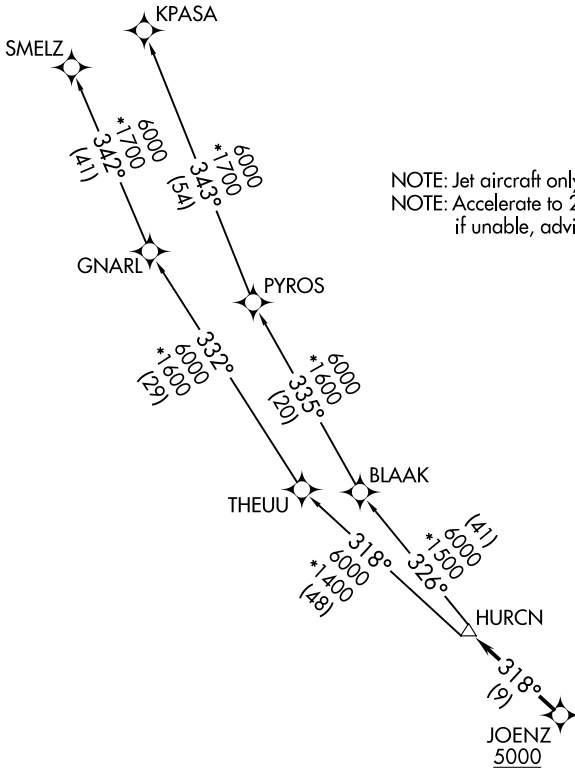 KPASA
SMELZ
6000
*1700
342°
(41)
6000
*1700
343°
(54)
NOTE: Jet aircraft only
NOTE: Accelerate to 2
if unable, advi
GNARL
PYROS
332°
6000
*1600
(29)
6000
*1600
335°
(20)
BLAAK
THEUU
(41)
6000
*1500
326°
318°
6000
*1400
(48)
HURCN
318°
(9)
JOENZ
5000